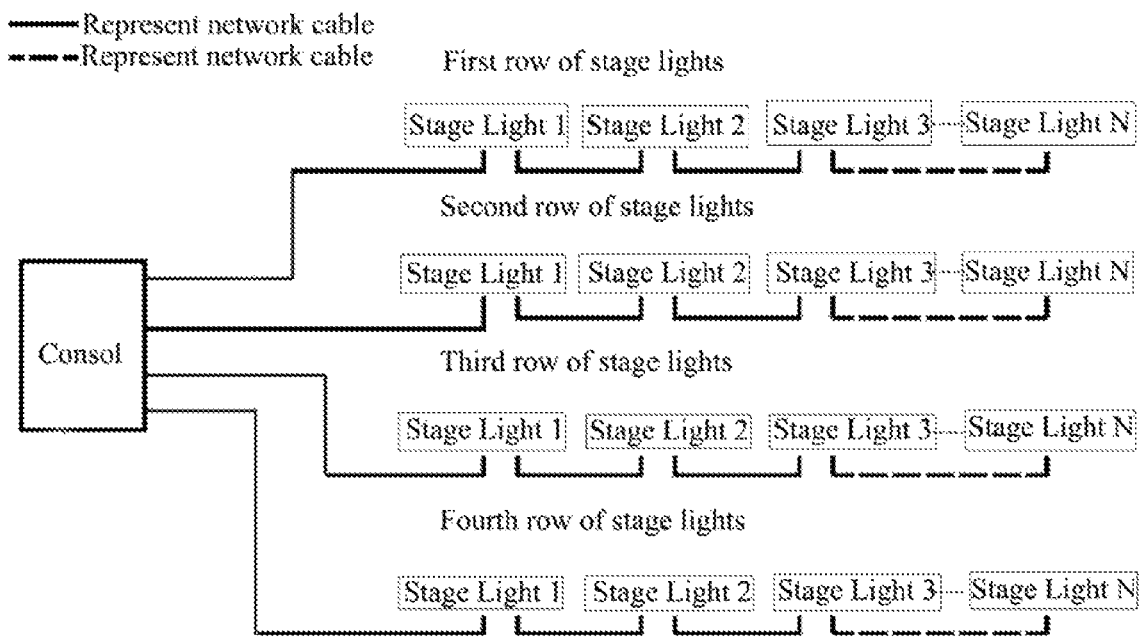 Represent network cable
Represent network cable
First row of stage lights
Stage Light 1 Stage Light 2 Stage Light 3 Stage Light N
Second row of stage lights
Stage Light 1 Stage Light 2 Stage Light 3 Stage Light N
Consol
Third row of stage lights
Stage Light 1 Stage Light 2 Stage Light 3 Stage Light N
Fourth row of stage lights
Stage Light 1 Stage Light 2 Stage Light 3 Stage Light N